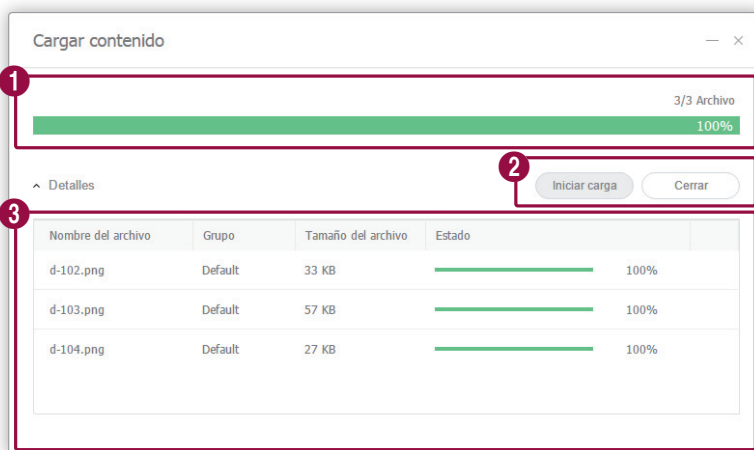 Cargar contenido
1
3/3 Archivo
100%
2
Detalles
Iniciar carga
Cerrar
3
Nombre del archivo Grupo Tamaño del archivo Estado
d-102.png Default 33 KB 100%
d-103.png Default 57 KB 100%
d-104.png Default 27 KB 100%